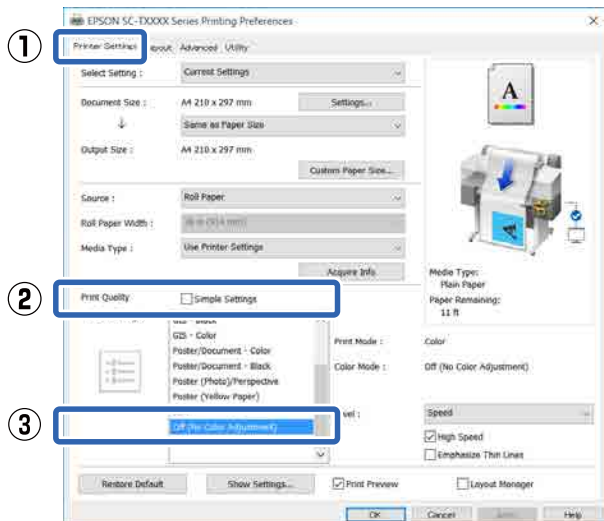 EPSON SC-TXXXX Series Printing Preferences
①
Printer Settings Layout Advanced Utility
Select Setting : Current Settings
Document Size : A4 210 x 297 mm Settings...
Same as Paper Size
Output Size : A4 210 x 297 mm
Custom Paper Size...
A
Source : Roll Paper
Roll Paper Width :
Media Type : Use Printer Settings
Acquire Info
Media Type:
Plain Paper
Paper Remaining:
11 ft
②
Print Quality Simple Settings
GIS - Color
Poster/Document - Color
Poster/Document - Black
Poster (Photo)/Perspective
Poster (Yellow Paper)
Print Mode : Color
Color Mode : Off (No Color Adjustment)
③
Off (No Color Adjustment)
Speed
High Speed
Emphasize Thin Lines
Restore Default Show Settings... Print Preview Layout Manager
OK Cancel Help